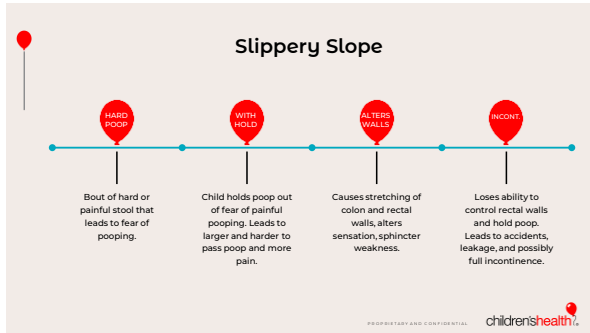 Slippery Slope
HARD
POOP
WITH
HOLD
ALTERS
WALLS
INCONT.
Bout of hard or
painful stool that
leads to fear of
pooping.
Child holds poop out
of fear of painful
pooping. Leads to
larger and harder to
pass poop and more
pain.
Causes stretching of
colon and rectal
walls, alters
sensation, sphincter
weakness.
Loses ability to
control rectal walls
and hold poop.
Leads to accidents,
leakage, and possibly
full incontinence.
PROPRIETARY AND CONFIDENTIAL
children'shealth